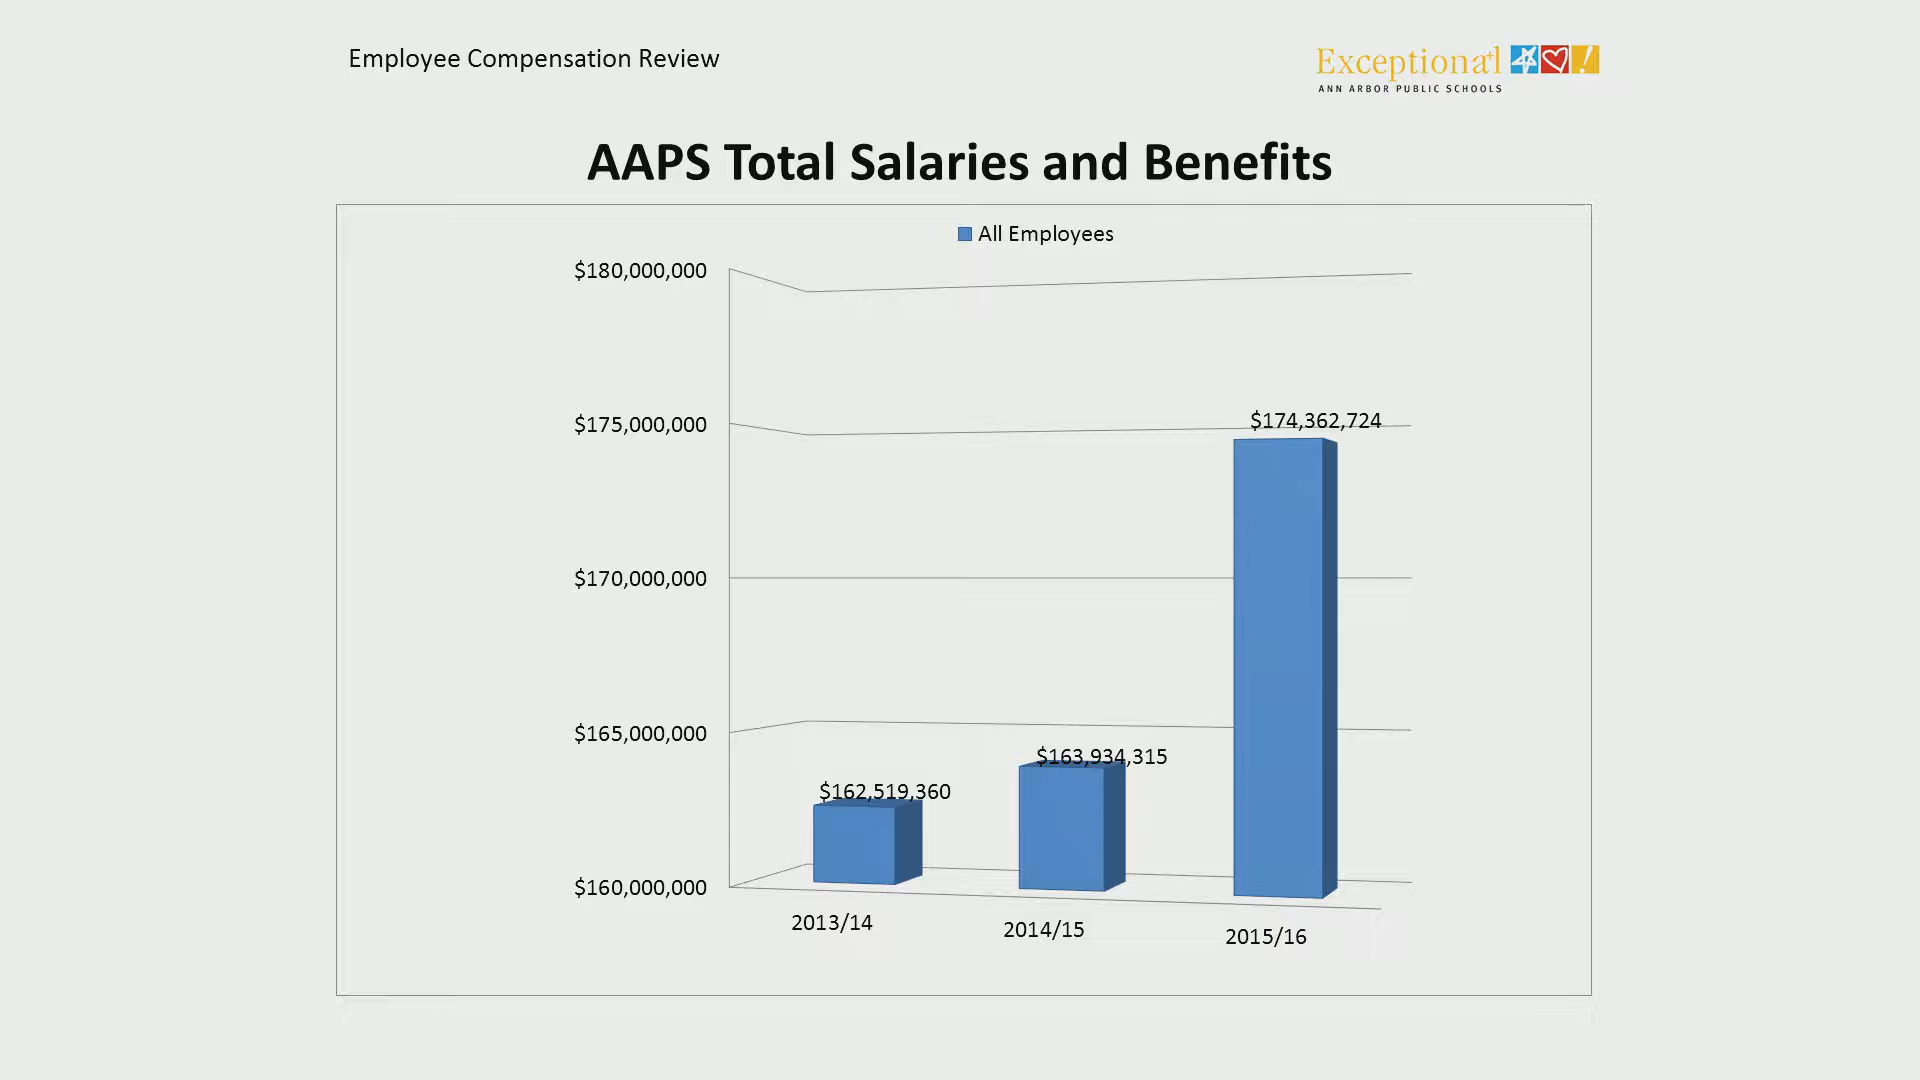 Employee Compensation Review
Exceptiona+l
ANN ARBOR PUBLIC SCHOOLS
AAPS Total Salaries and Benefits
All Employees
$180,000,000
$175,000,000
$174,362,724
$170,000,000
$165,000,000
$163,934,315
$162,519,360
$160,000,000
2013/14
2014/15
2015/16